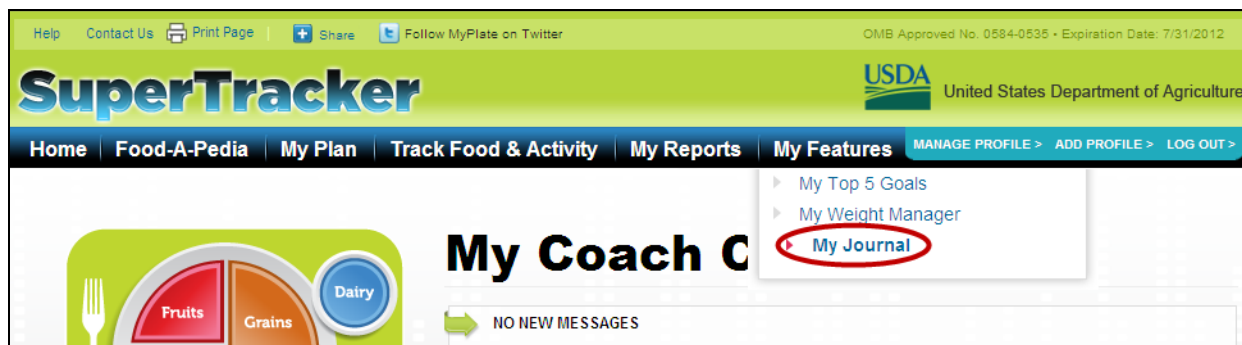 Help Contact Us Print Page Share Follow MyPlate on Twitter OMB Approved No. 0584-0535 • Expiration Date: 7/31/2012
SuperTracker
USDA
United States Department of Agriculture
Home Food-A-Pedia My Plan Track Food & Activity My Reports My Features MANAGE PROFILE > ADD PROFILE > LOG OUT >
My Top 5 Goals
My Weight Manager
My Journal
My Coach C
Dairy
Fruits
Grains
NO NEW MESSAGES